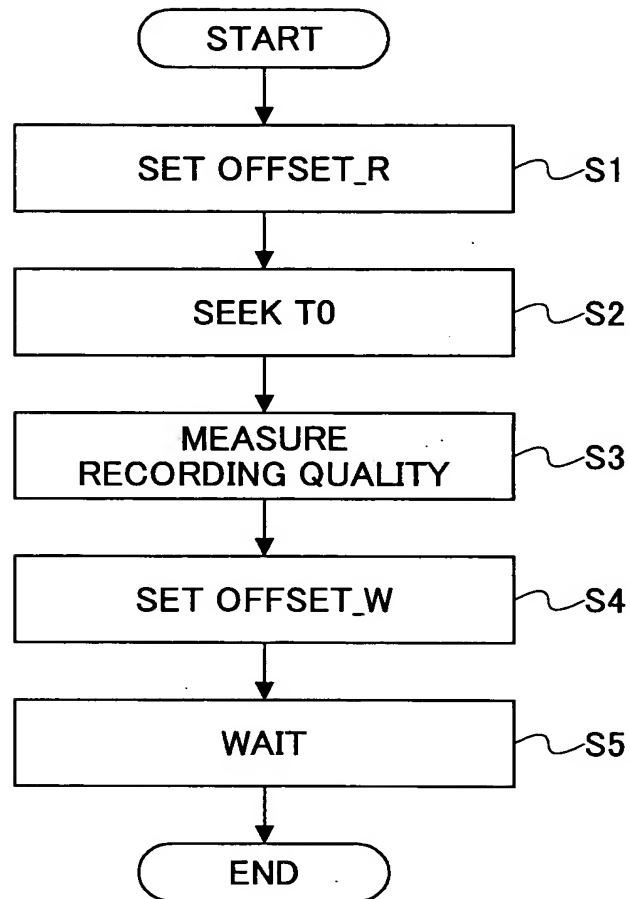 START
SET OFFSET_R
S1
SEEK T0
S2
MEASURE
RECORDING QUALITY
S3
SET OFFSET_W
S4
WAIT
S5
END